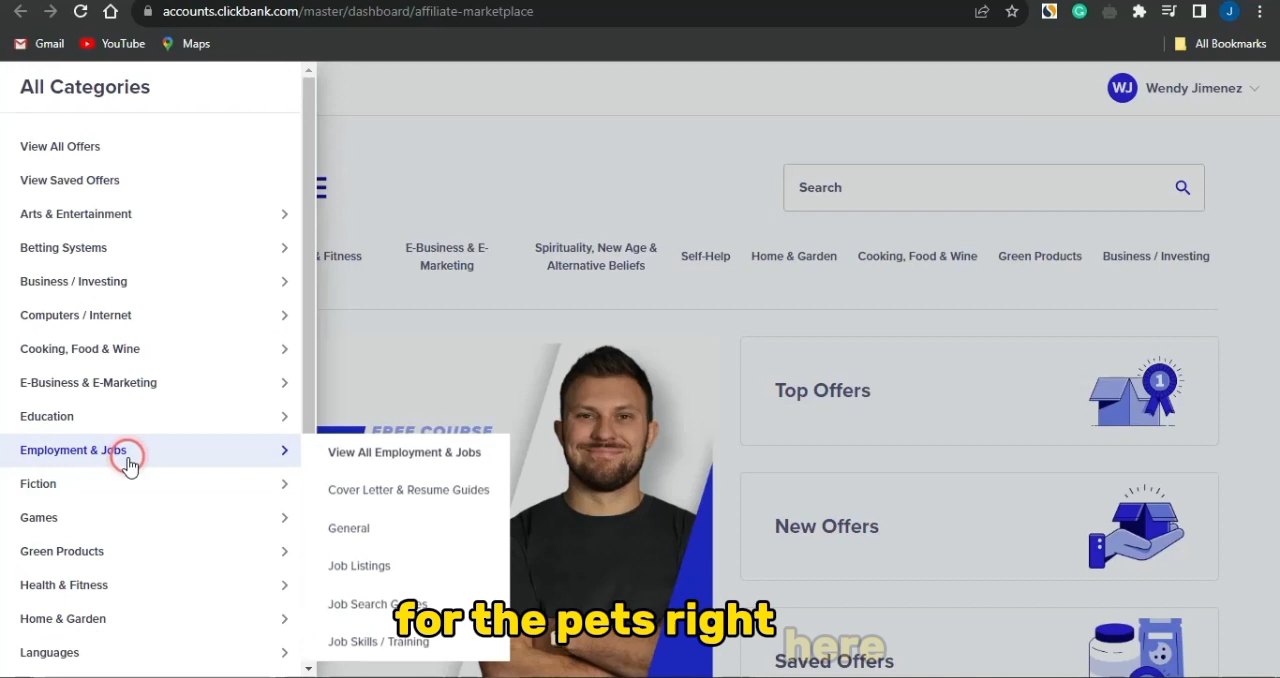 accounts.clickbank.com/master/dashboard/affiliate-marketplace
J
Gmail
YouTube
Maps
All Bookmarks
All Categories
WJ
Wendy Jimenez
View All Offers
View Saved Offers
Arts & Entertainment
Betting Systems
Business / Investing
Computers / Internet
Cooking, Food & Wine
E-Business & E-Marketing
Education
Employment & Jobs
Fiction
Games
Green Products
Health & Fitness
Home & Garden
Languages
View All Employment & Jobs
Cover Letter & Resume Guides
General
Job Listings
Job Search
Job Skills / Training
E
Search
& Fitness
E-Business & E-
Marketing
Spirituality, New Age &
Alternative Beliefs
Self-Help
Home & Garden
Cooking, Food & Wine
Green Products
Business / Investing
FREE COURSE
Top Offers
1
New Offers
Saved Offers
for the pets right here